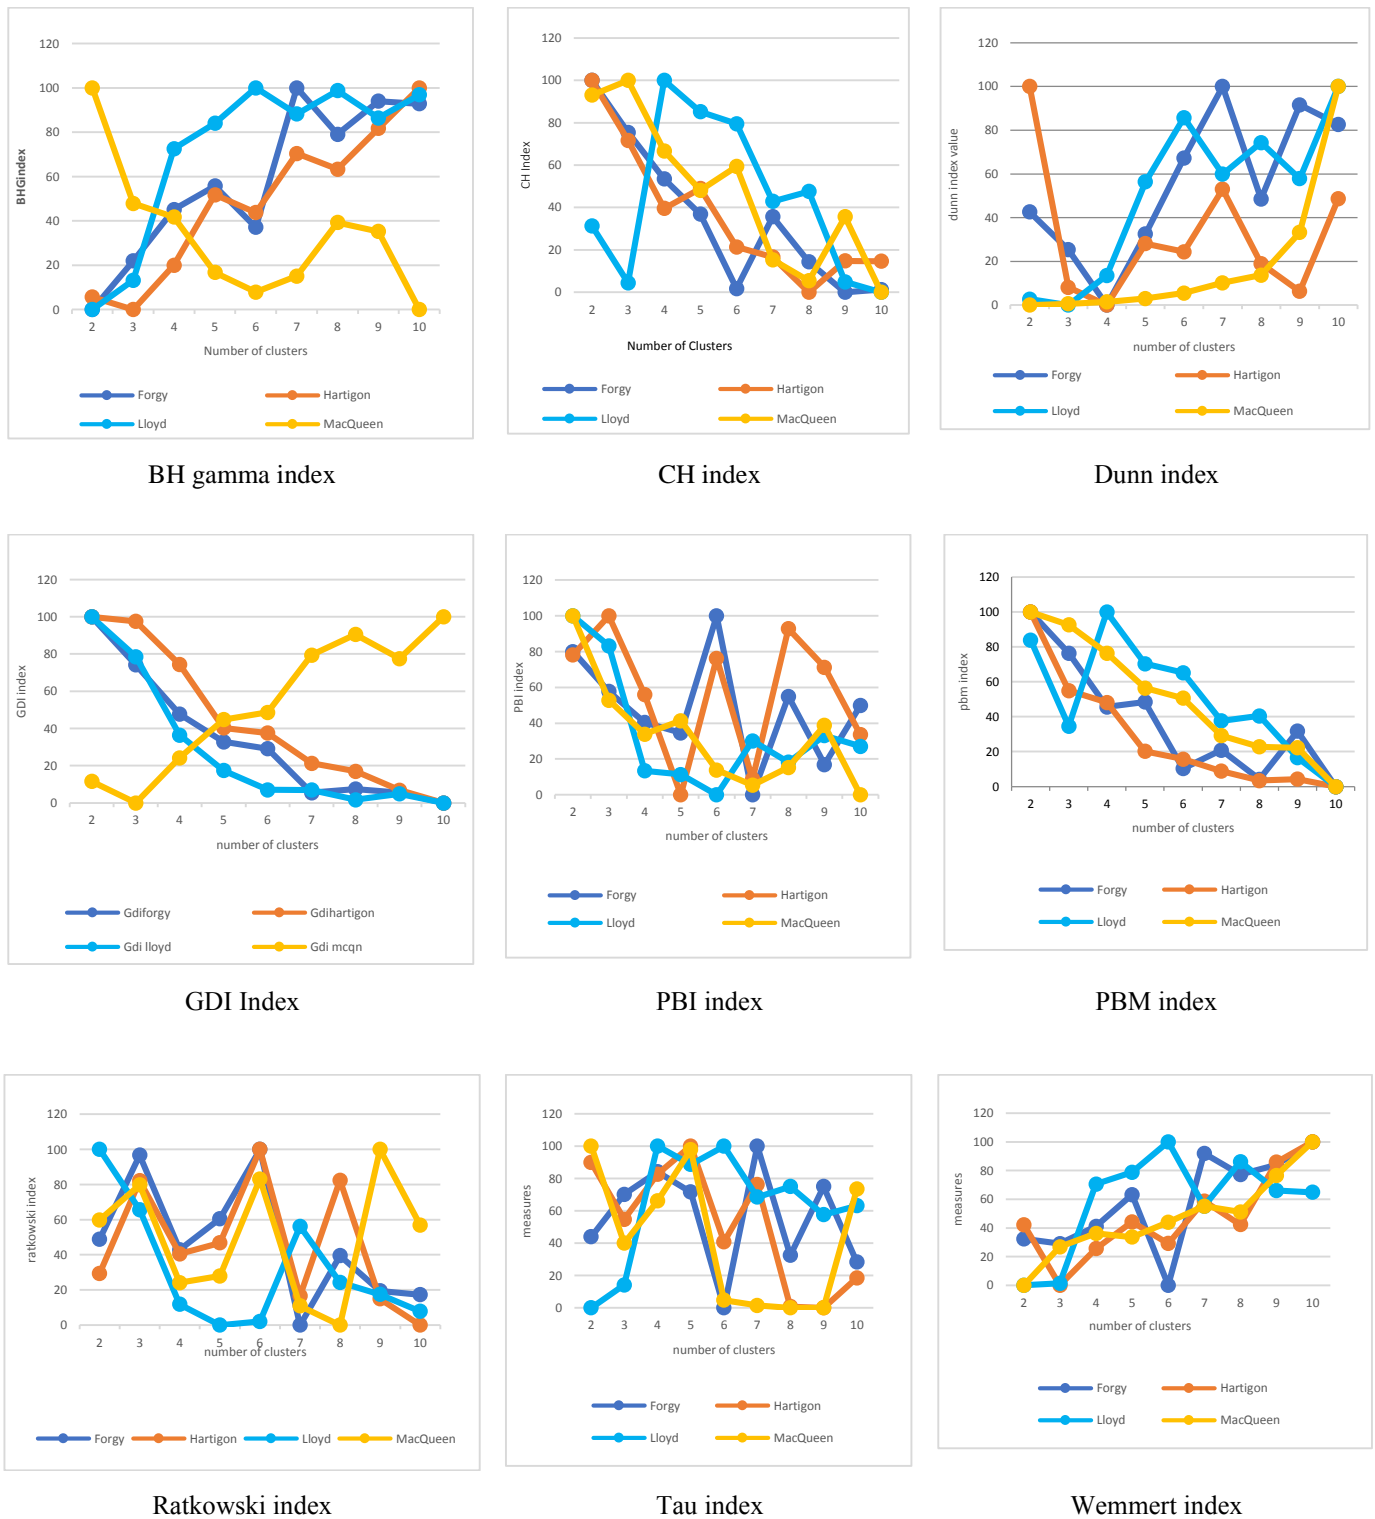 120
100
80
60
40
20
0
BHGindex
2 3 4 5 6 7 8 9 10
Number of clusters
Forgy Hartigon
Lloyd MacQueen
BH gamma index
120
100
80
60
40
20
0
CH Index
2 3 4 5 6 7 8 9 10
Number of Clusters
Forgy Hartigon
Lloyd MacQueen
CH index
120
100
80
60
40
20
0
dunn index value
2 3 4 5 6 7 8 9 10
number of clusters
Forgy Hartigon
Lloyd MacQueen
Dunn index
120
100
80
60
40
20
0
GDI index
2 3 4 5 6 7 8 9 10
number of clusters
Gdiforgy Gdihartigon
Gdi lloyd Gdi mcqn
GDI Index
120
100
80
60
40
20
0
PBI index
2 3 4 5 6 7 8 9 10
number of clusters
Forgy Hartigon
Lloyd MacQueen
PBI index
120
100
80
60
40
20
0
pbm index
2 3 4 5 6 7 8 9 10
number of clusters
Forgy Hartigon
Lloyd MacQueen
PBM index
120
100
80
60
40
20
0
ratkowski index
2 3 4 5 6 7 8 9 10
number of clusters
Forgy Hartigon Lloyd MacQueen
Ratkowski index
120
100
80
60
40
20
0
measures
2 3 4 5 6 7 8 9 10
number of clusters
Forgy Hartigon
Lloyd MacQueen
Tau index
120
100
80
60
40
20
0
measures
2 3 4 5 6 7 8 9 10
number of clusters
Forgy Hartigon
Lloyd MacQueen
Wemmert index